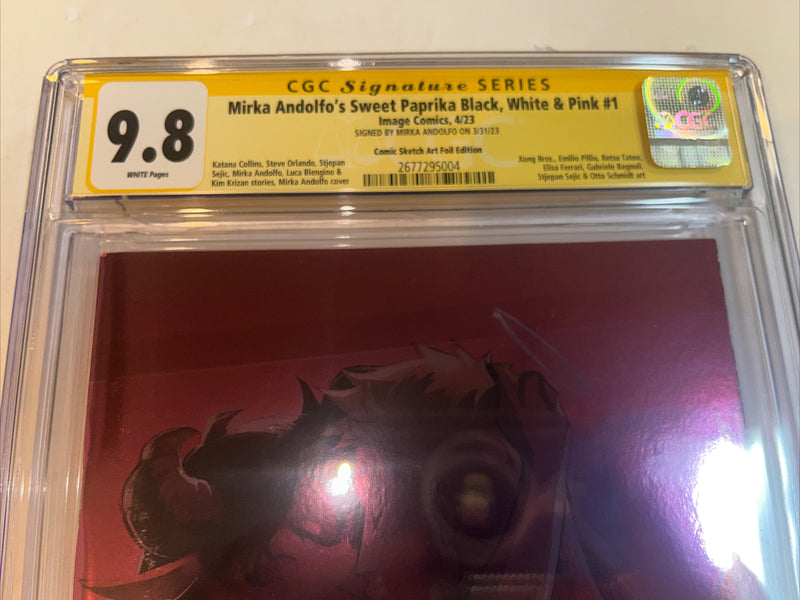 CGC Signature SERIES
9.8
WHITE Pages
Mirka Andolfo's Sweet Paprika Black, White & Pink #1
Image Comics, 4/23
SIGNED BY MIRKA ANDOLFO ON 3/31/23
Comic Sketch Art Foil Edition
Katana Collins, Steve Orlando, Stjepan
Sejic, Mirka Andolfo, Luca Blengino &
Kim Krizan stories, Mirka Andolfo cover
2677295004
Xong Bros., Emilio Pilliu, Retsu Taten,
Elisa Ferrari, Gabriele Bagnoli,
Stjepan Sejic & Otto Schmidt art
CGC